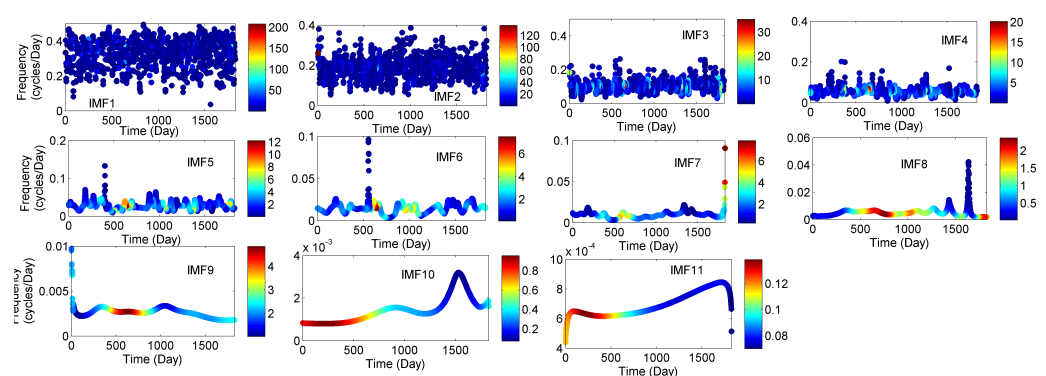 0.4
0.2
0
Frequency
(cycles/Day)
IMF1
0 500 1000 1500
Time (Day)
200
150
100
50
0.4
0.2
0
IMF2
0 500 1000 1500
Time (Day)
120
100
80
60
40
20
0.4
0.2
0
IMF3
0 500 1000 1500
Time (Day)
30
20
10
0.4
0.2
0
IMF4
0 500 1000 1500
Time (Day)
20
15
10
5
0.2
0.1
0
Frequency
(cycles/Day)
IMF5
0 500 1000 1500
Time (Day)
12
10
8
6
4
2
0.1
0.05
0
IMF6
0 500 1000 1500
Time (Day)
6
4
2
0.1
0.05
0
IMF7
0 500 1000 1500
Time (Day)
6
4
2
0.06
0.04
0.02
0
IMF8
0 500 1000 1500
Time (Day)
2
1.5
1
0.5
0.01
0.005
0
Frequency
(cycles/Day)
IMF9
0 500 1000 1500
Time (Day)
4
3
2
4 x 10-3
2
0
IMF10
0 500 1000 1500
Time (Day)
0.8
0.6
0.4
0.2
10 x 10-4
8
6
4
IMF11
0 500 1000 1500
Time (Day)
0.12
0.1
0.08